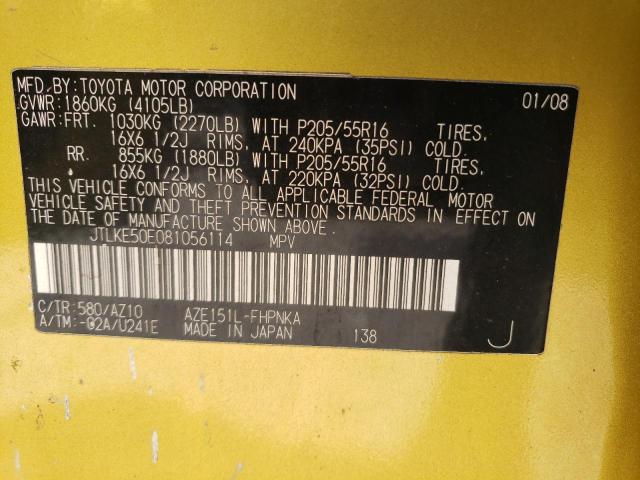 MFD.BY:TOYOTA MOTOR CORPORATION 01/08
GVWR:1860KG (4105LB)
GAWR:FRT. 1030KG (2270LB) WITH P205/55R16 TIRES,
16X6 1/2J RIMS, AT 240KPA (35PSI) COLD.
RR. 855KG (1880LB) WITH P205/55R16 TIRES,
16X6 1/2J RIMS, AT 220KPA (32PSI) COLD.
THIS VEHICLE CONFORMS TO ALL APPLICABLE FEDERAL MOTOR
VEHICLE SAFETY AND THEFT PREVENTION STANDARDS IN EFFECT ON
THE DATE OF MANUFACTURE SHOWN ABOVE.
JTLKE50E081056114 MPV
C/TR:580/AZ10 AZE151L-FHPNKA
A/TM:-02A/U241E MADE IN JAPAN 138 J